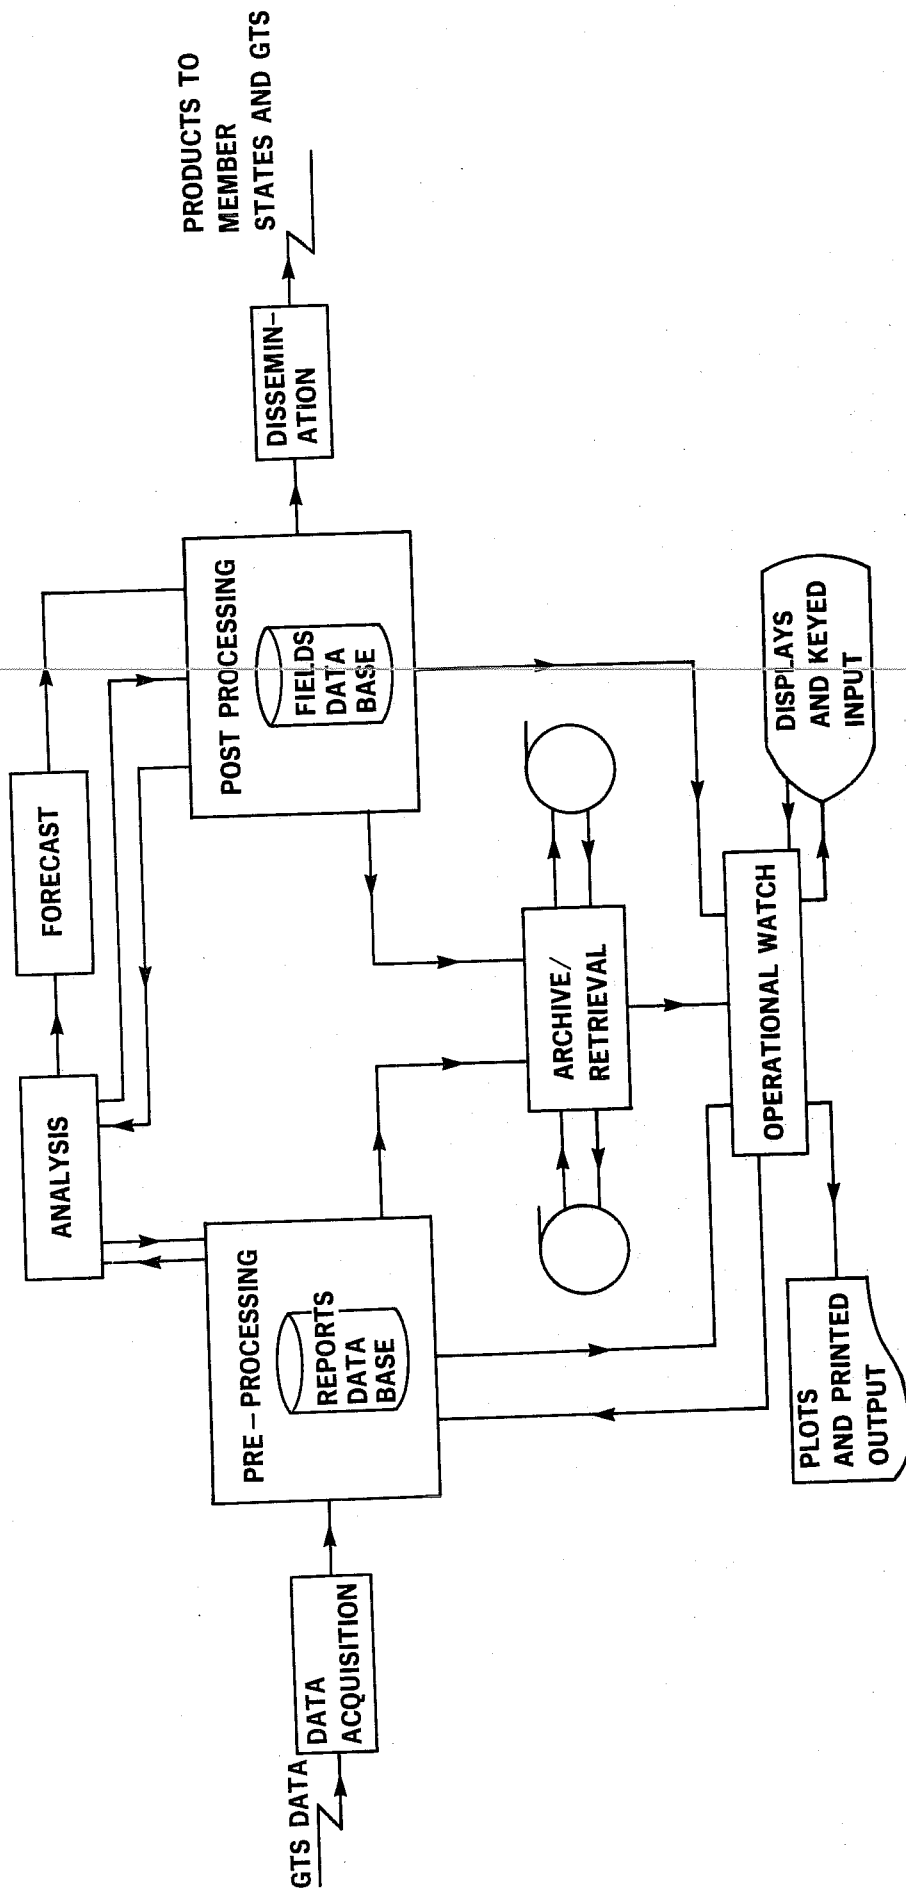 GTS DATA
DATA
ACQUISITION
PRE-PROCESSING
REPORTS
DATA
BASE
ANALYSIS
FORECAST
POST PROCESSING
FIELDS
DATA
BASE
DISSEMIN-
ATION
PRODUCTS TO
MEMBER
STATES AND GTS
ARCHIVE/
RETRIEVAL
OPERATIONAL WATCH
PLOTS
AND PRINTED
OUTPUT
DISPLAYS
AND KEYED
INPUT